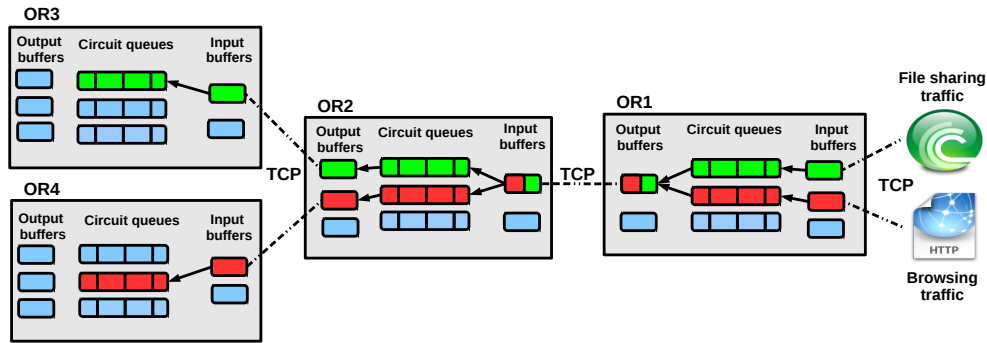 OR3
Output
buffers
Circuit queues
Input
buffers
OR4
Output
buffers
Circuit queues
Input
buffers
TCP
OR2
Output
buffers
Circuit queues
Input
buffers
TCP
OR1
Output
buffers
Circuit queues
Input
buffers
TCP
File sharing
traffic
HTTP
Browsing
traffic